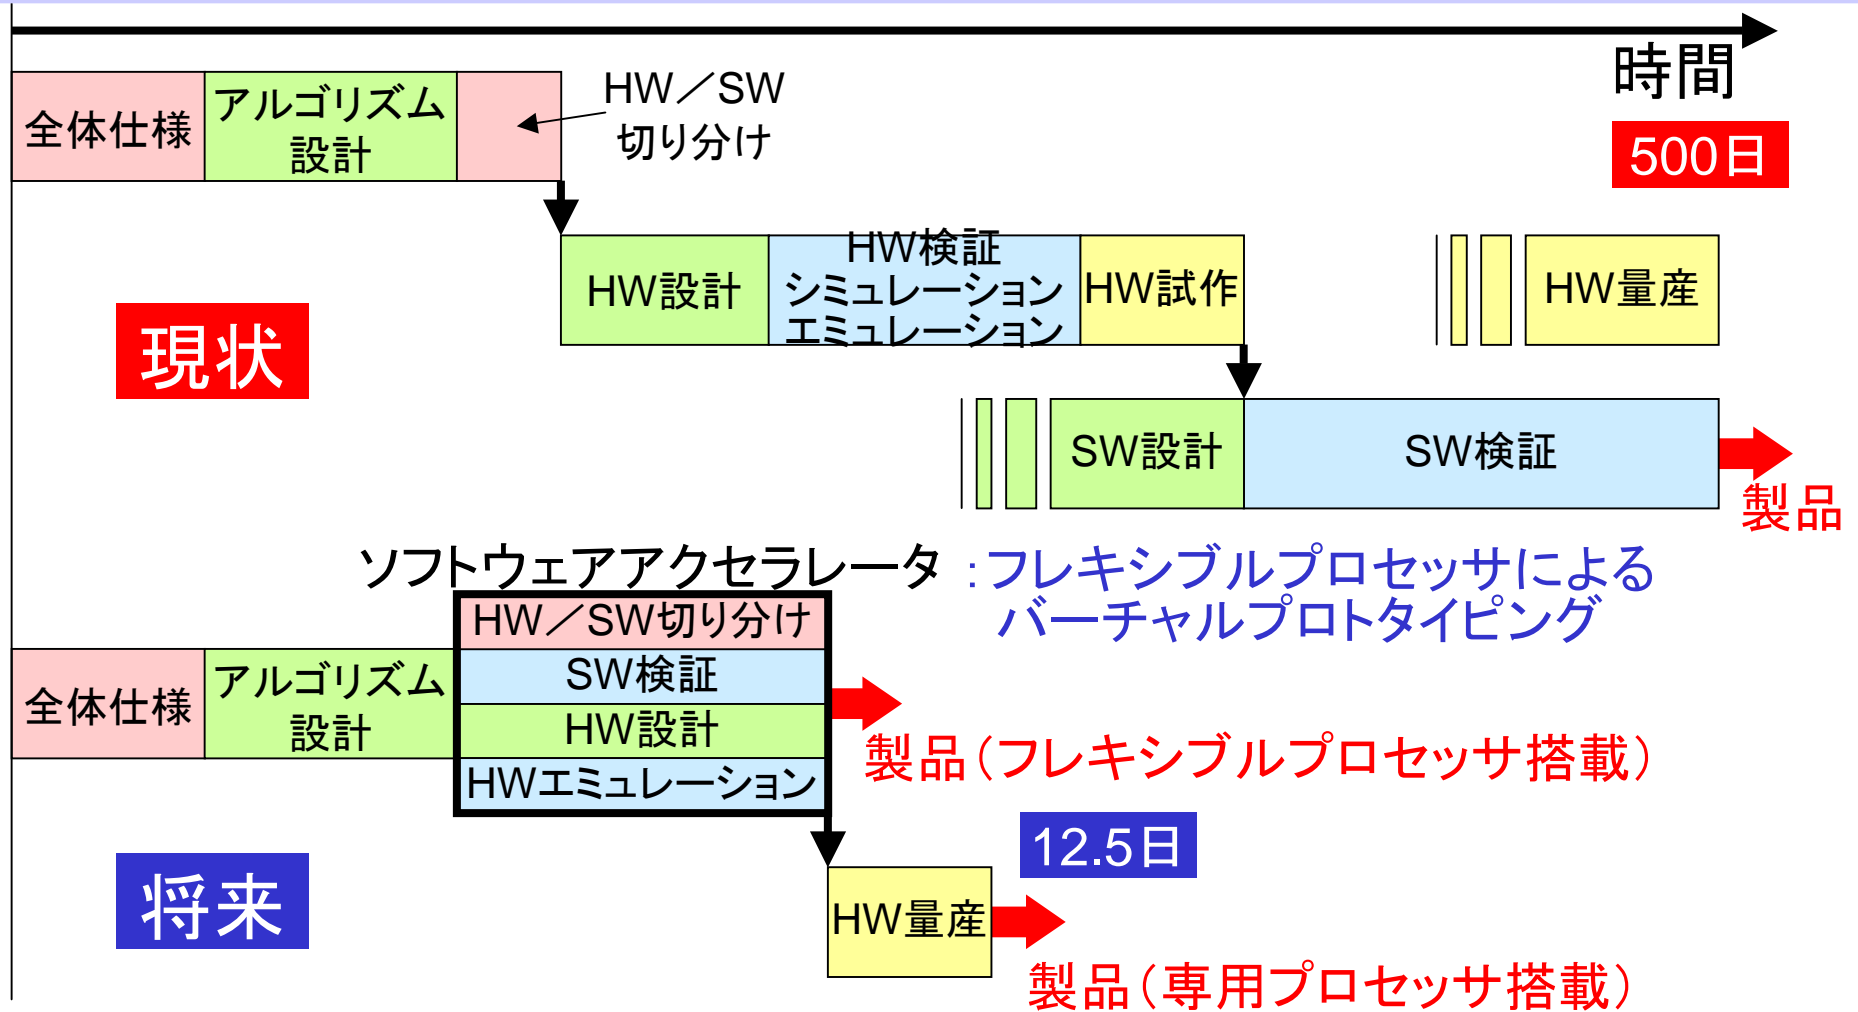 時間
500日
全体仕様
アルゴリズム
設計
HW／SW
切り分け
HW設計
HW検証
シミュレーション
エミュレーション
HW試作
HW量産
現状
SW設計
SW検証
製品
ソフトウェアアクセラレータ：フレキシブルプロセッサによる
バーチャルプロトタイピング
全体仕様
アルゴリズム
設計
HW／SW切り分け
SW検証
HW設計
HWエミュレーション
製品（フレキシブルプロセッサ搭載）
12.5日
将来
HW量産
製品（専用プロセッサ搭載）